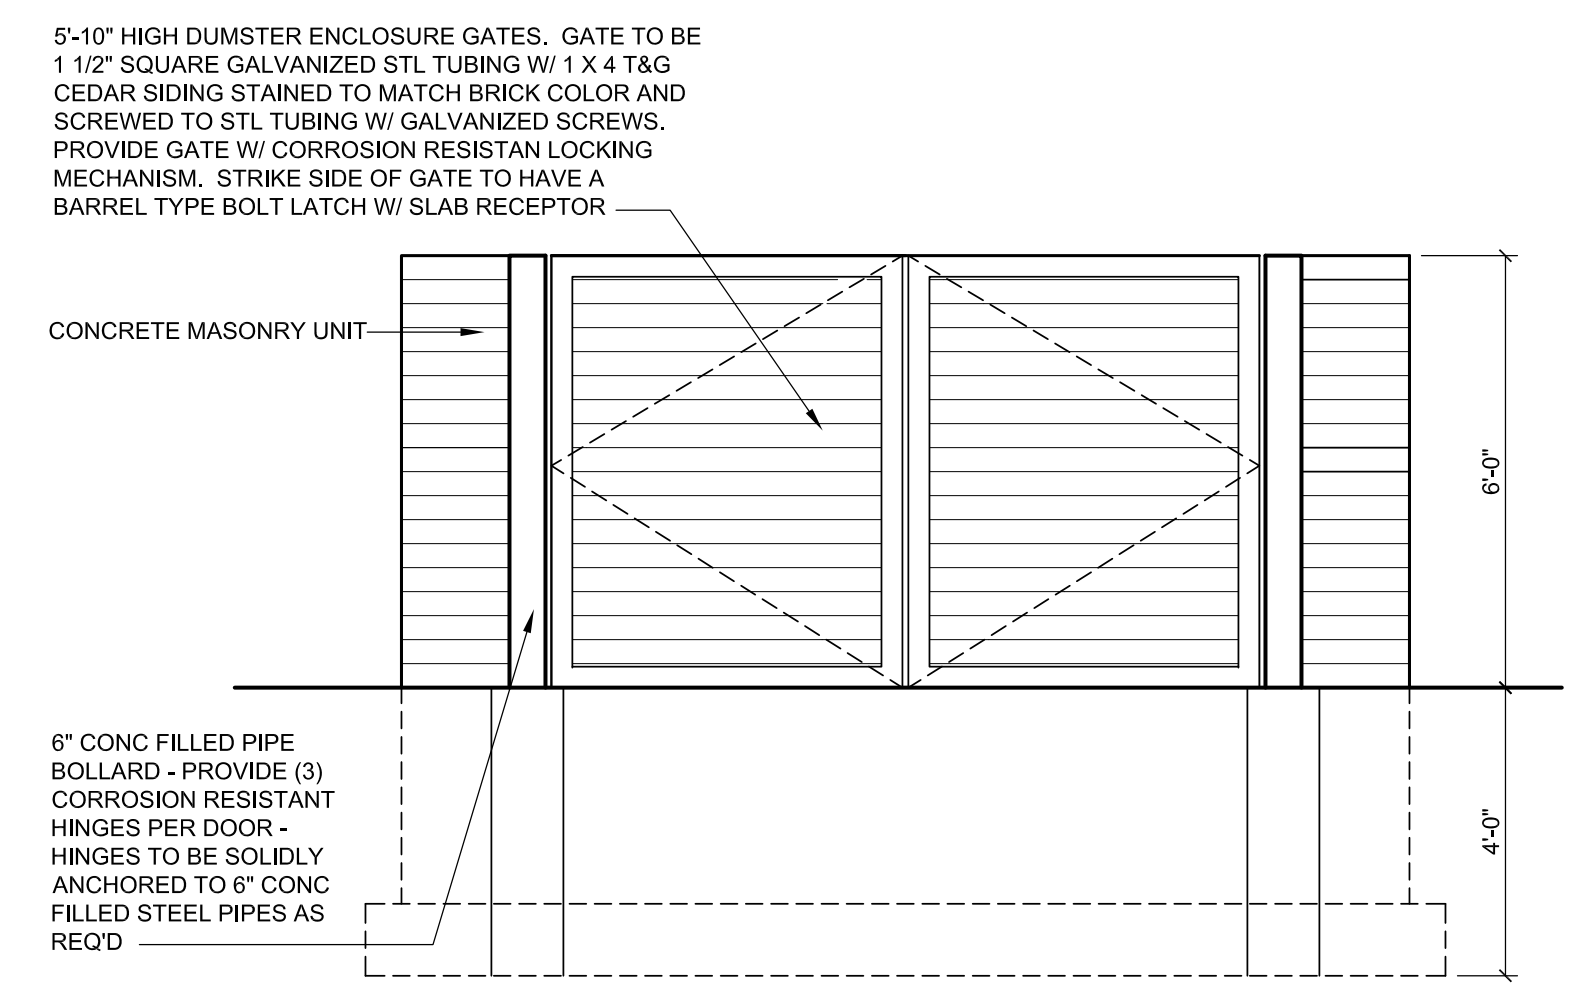 5'-10" HIGH DUMSTER ENCLOSURE GATES.  GATE TO BE
1 1/2" SQUARE GALVANIZED STL TUBING W/ 1 X 4 T&G
CEDAR SIDING STAINED TO MATCH BRICK COLOR AND
SCREWED TO STL TUBING W/ GALVANIZED SCREWS.
PROVIDE GATE W/ CORROSION RESISTAN LOCKING
MECHANISM.  STRIKE SIDE OF GATE TO HAVE A
BARREL TYPE BOLT LATCH W/ SLAB RECEPTOR
CONCRETE MASONRY UNIT
6'-0"
6" CONC FILLED PIPE
BOLLARD - PROVIDE (3)
CORROSION RESISTANT
HINGES PER DOOR -
HINGES TO BE SOLIDLY
ANCHORED TO 6" CONC
FILLED STEEL PIPES AS
REQ'D
4'-0"